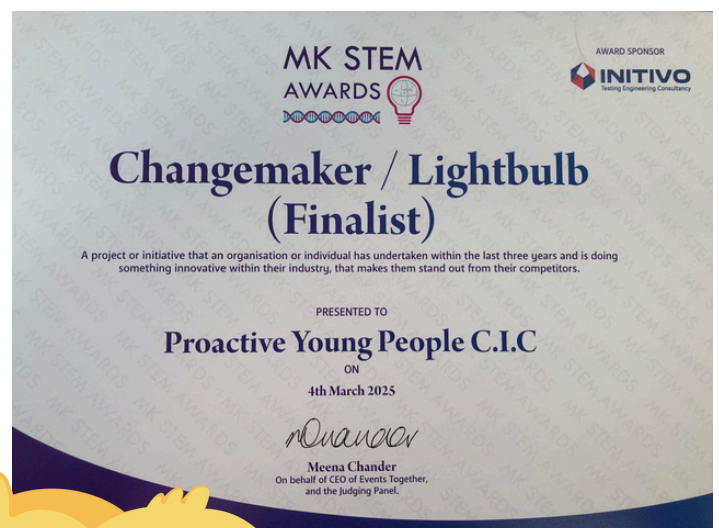 MK STEM
AWARDS
AWARD SPONSOR
INITIVO
Testing Engineering Consultancy
Changemaker / Lightbulb
(Finalist)
A project or initiative that an organisation or individual has undertaken within the last three years and is doing
something innovative within their industry, that makes them stand out from their competitors.
PRESENTED TO
Proactive Young People C.I.C
ON
4th March 2025
Meena Chander
On behalf of CEO of Events Together,
and the Judging Panel.